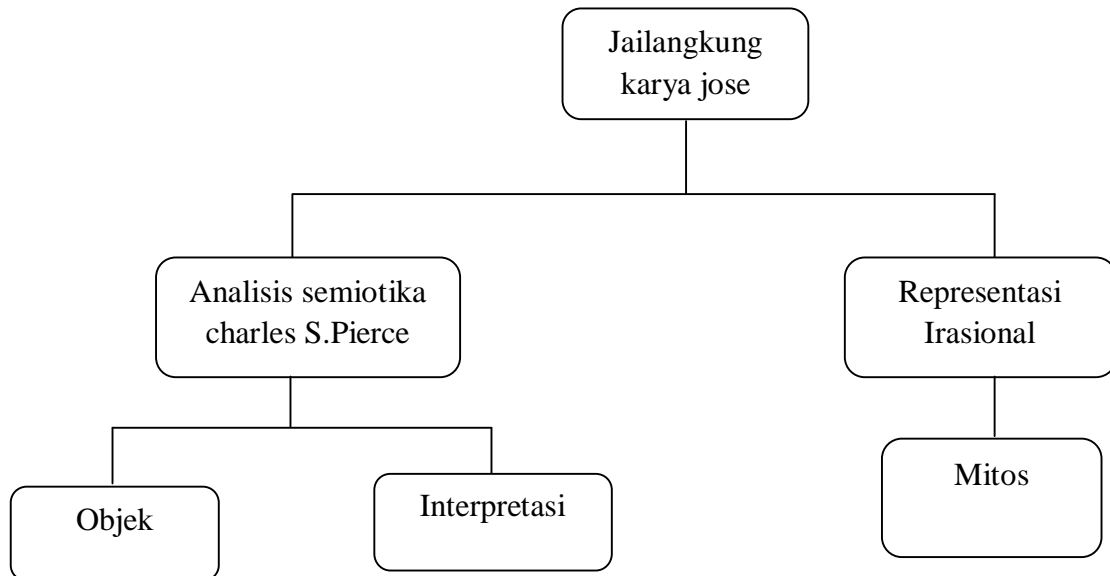 Jailangkung
karya jose
Analisis semiotika
charles S.Pierce
Representasi
Irasional
Objek
Interpretasi
Mitos